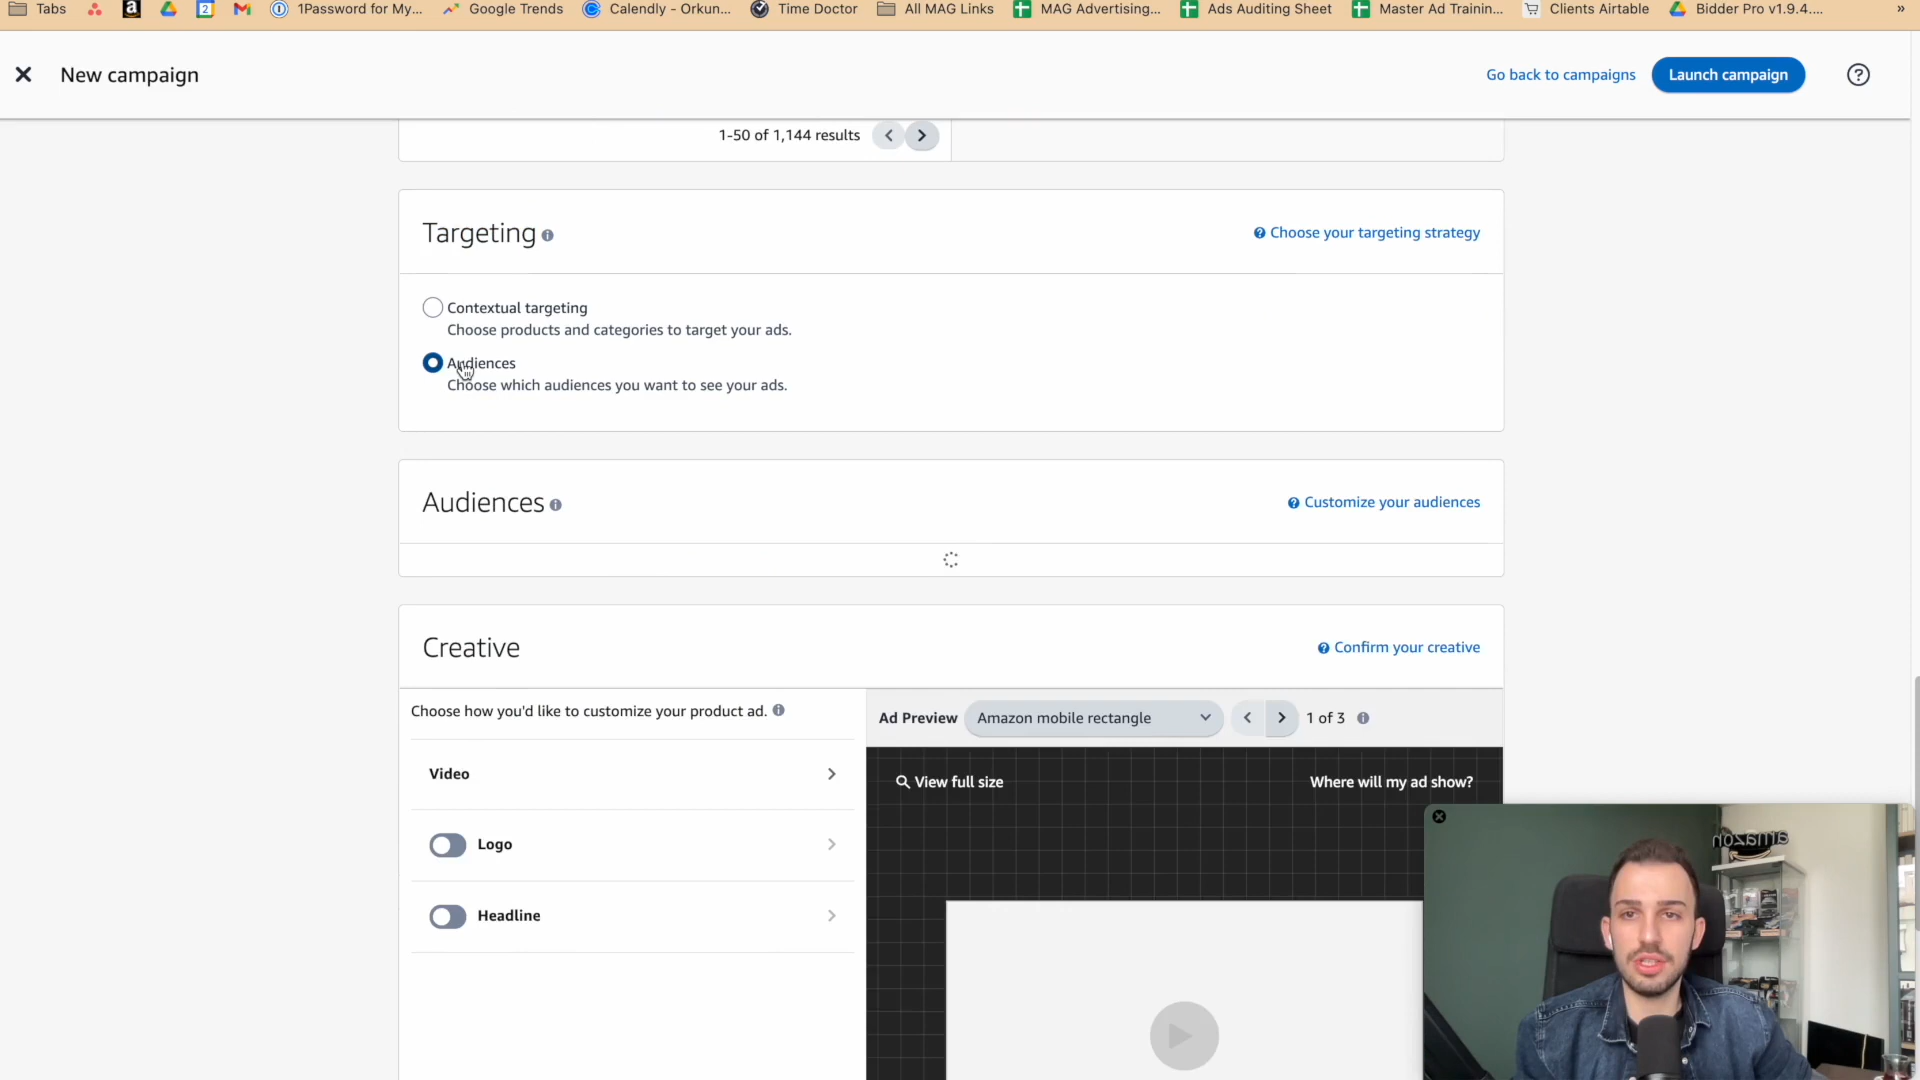 Tabs
1Password for My...
Google Trends
Calendly - Orkun...
Time Doctor
All MAG Links
MAG Advertising...
Ads Auditing Sheet
Master Ad Trainin...
Clients Airtable
Bidder Pro v1.9.4....
»
New campaign
Go back to campaigns
Launch campaign
1-50 of 1,144 results
Targeting
Choose your targeting strategy
Contextual targeting
Choose products and categories to target your ads.
Audiences
Choose which audiences you want to see your ads.
Audiences
Customize your audiences
Creative
Confirm your creative
Choose how you'd like to customize your product ad.
Ad Preview
Amazon mobile rectangle
1 of 3
Video
View full size
Where will my ad show?
Logo
Headline
amazon